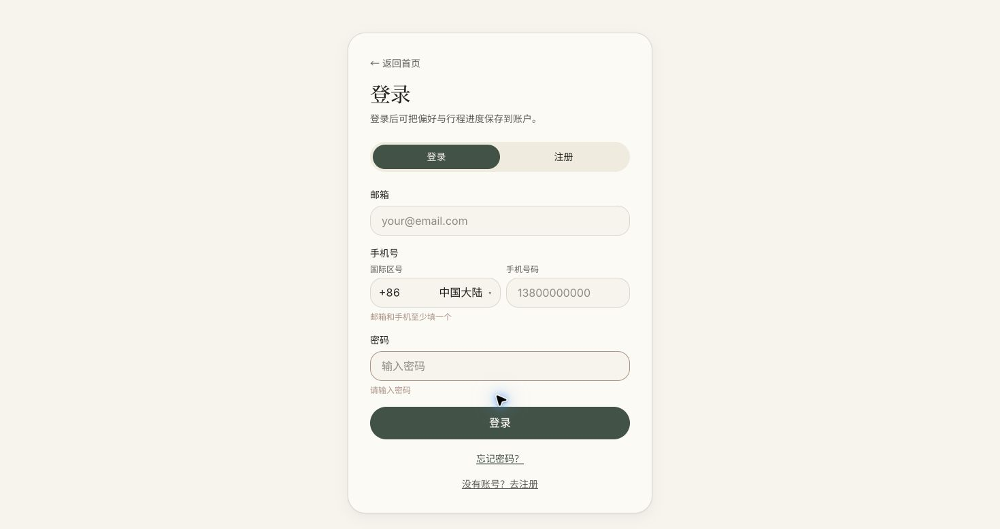 ← 返回首页
登录
登录后可把偏好与行程进度保存到账户。
登录 注册
邮箱
your@email.com
手机号
国际区号 手机号码
+86 中国大陆 13800000000
邮箱和手机至少填一个
密码
输入密码
请输入密码
登录
忘记密码？
没有账号？去注册